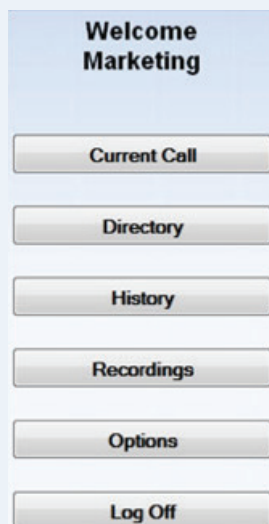 Welcome
Marketing
Current Call
Directory
History
Recordings
Options
Log Off